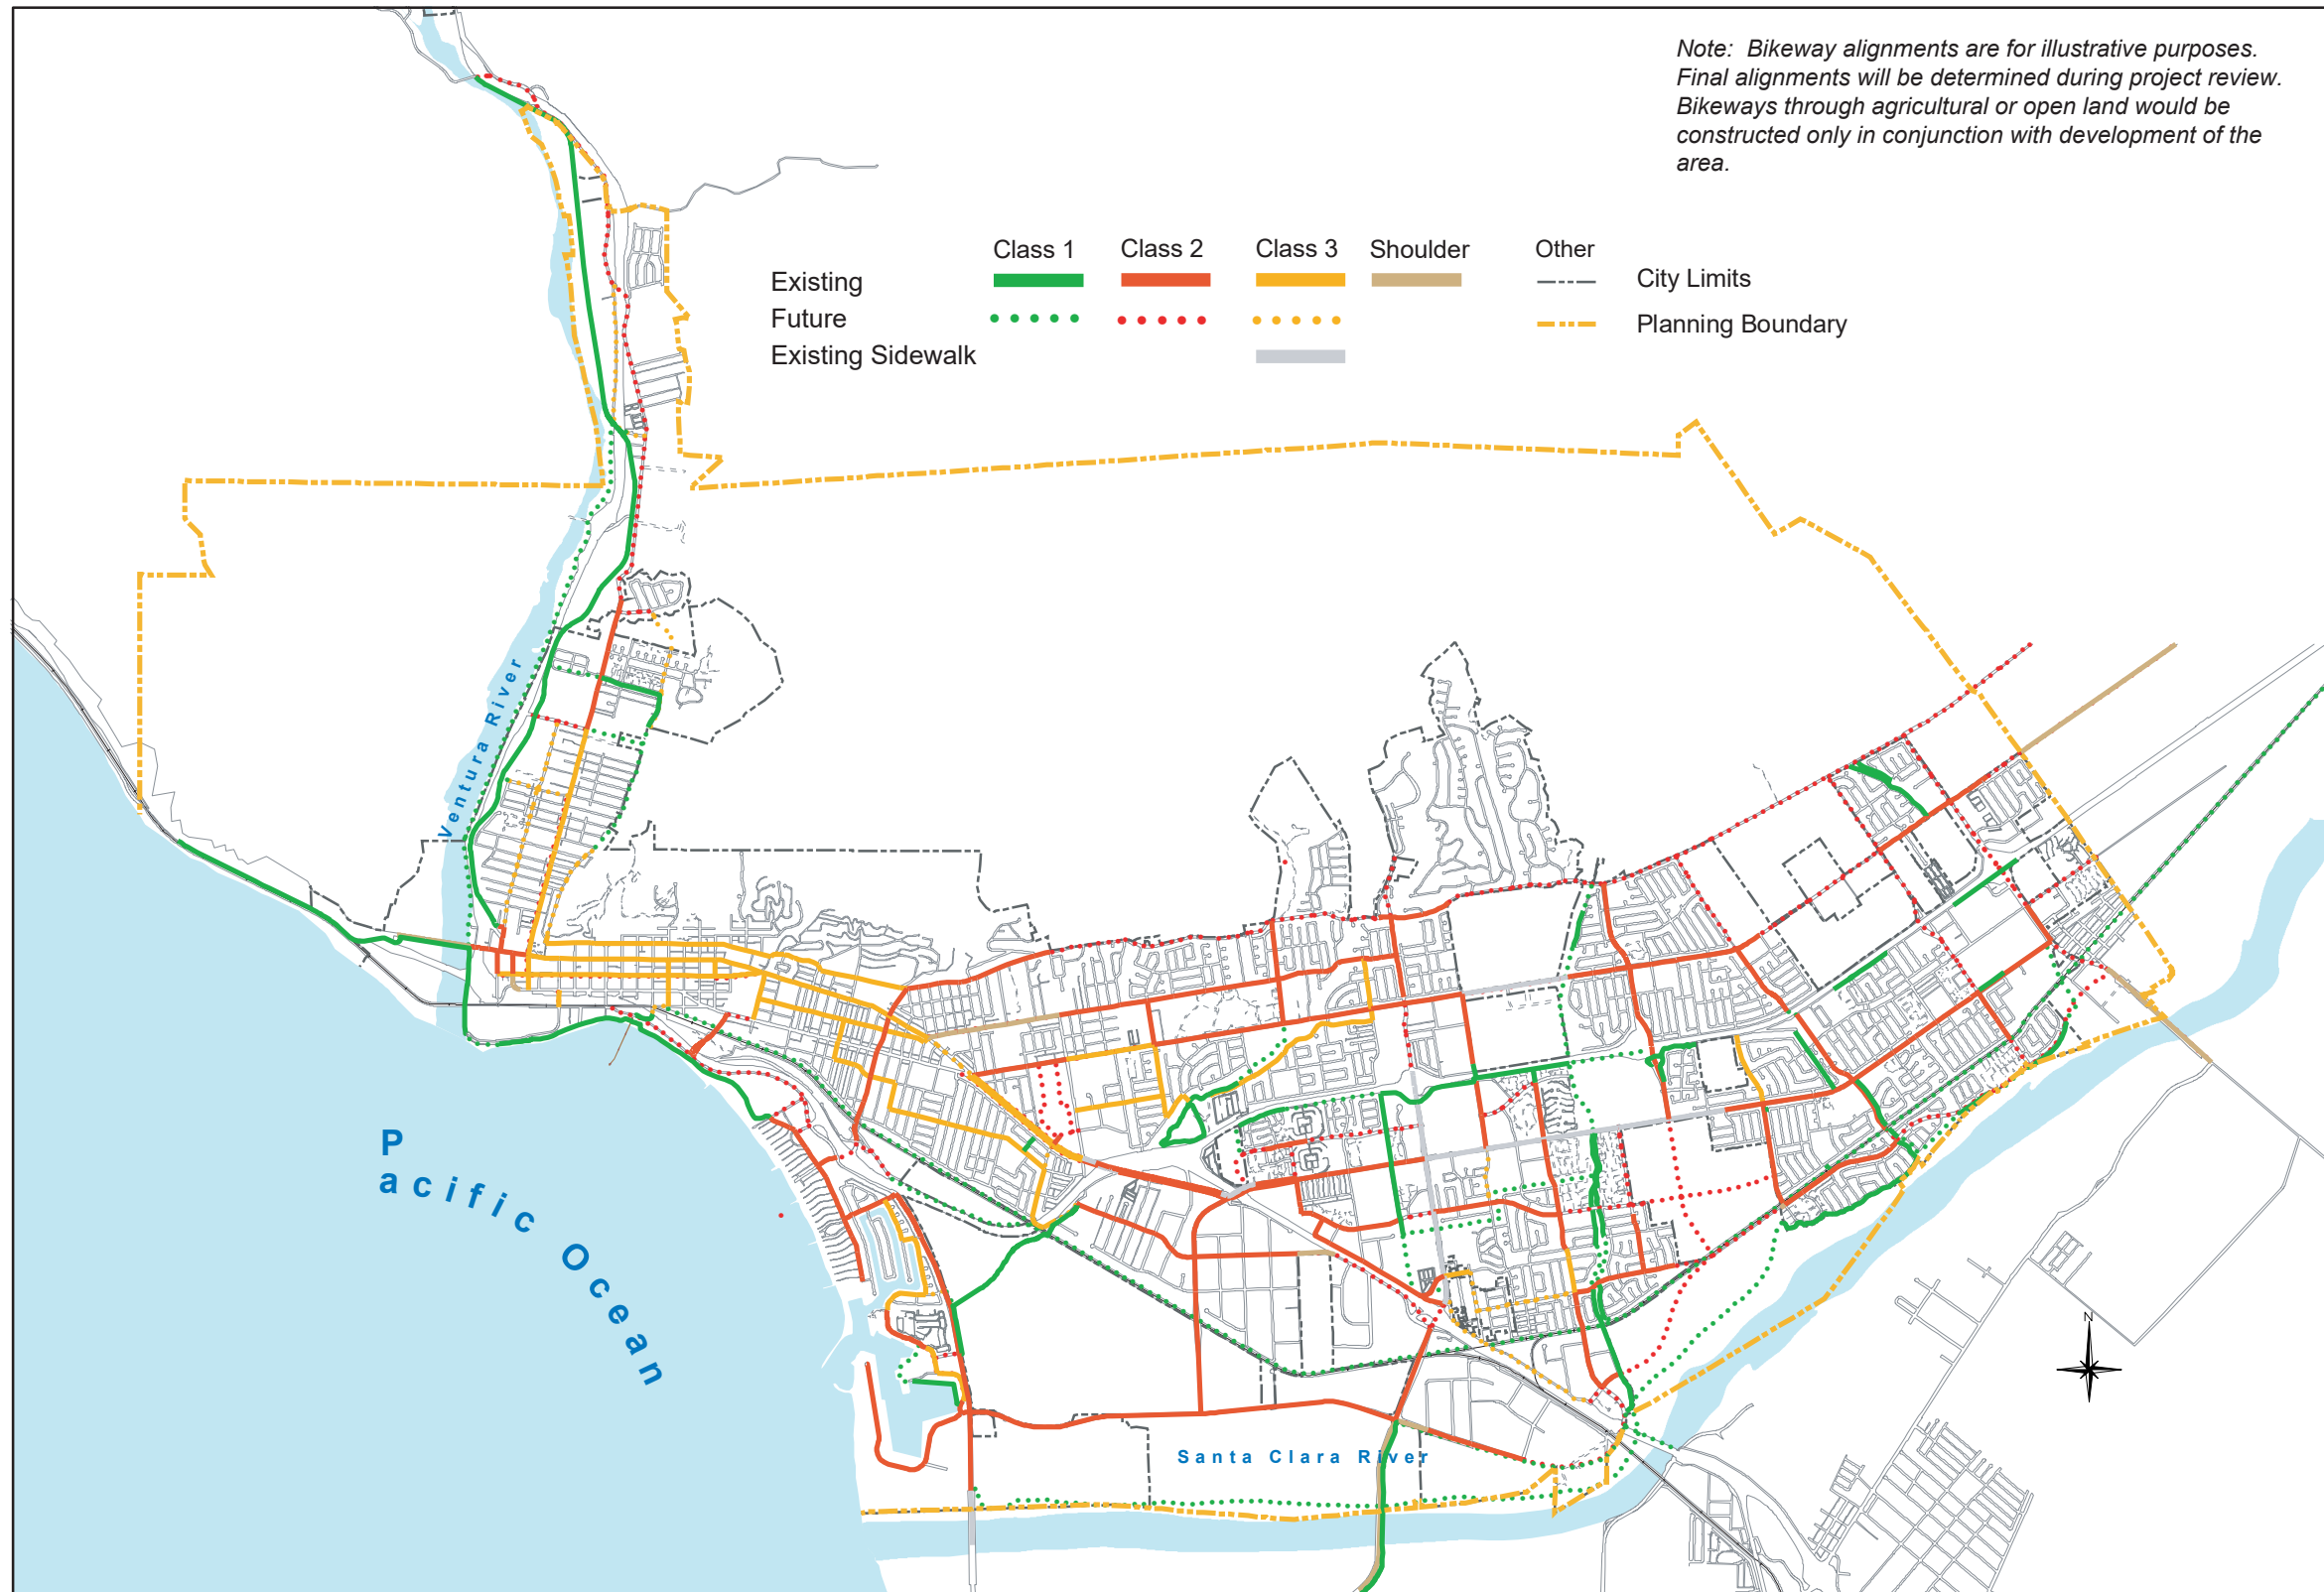 Note: Bikeway alignments are for illustrative purposes.
Final alignments will be determined during project review.
Bikeways through agricultural or open land would be
constructed only in conjunction with development of the
area.
Class 1 Class 2 Class 3 Shoulder Other
Existing City Limits
Future Planning Boundary
Existing Sidewalk
Ventura River
Pacific Ocean
Santa Clara River
N